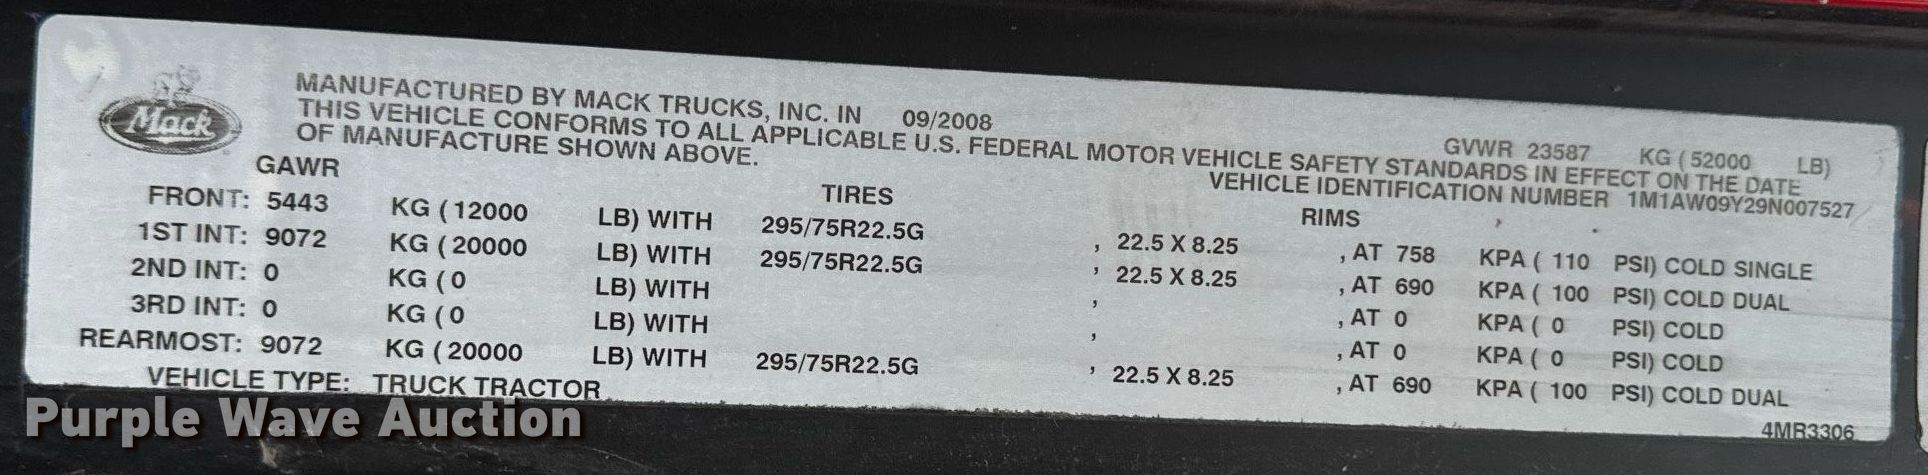 Mack
MANUFACTURED BY MACK TRUCKS, INC. IN 09/2008 GVWR 23587 KG (52000 LB)
THIS VEHICLE CONFORMS TO ALL APPLICABLE U.S. FEDERAL MOTOR VEHICLE SAFETY STANDARDS IN EFFECT ON THE DATE
OF MANUFACTURE SHOWN ABOVE. VEHICLE IDENTIFICATION NUMBER 1M1AW09Y29N007527
GAWR TIRES RIMS
FRONT: 5443 KG (12000 LB) WITH 295/75R22.5G , 22.5 X 8.25 , AT 758 KPA ( 110 PSI) COLD SINGLE
1ST INT: 9072 KG (20000 LB) WITH 295/75R22.5G , 22.5 X 8.25 , AT 690 KPA ( 100 PSI) COLD DUAL
2ND INT: 0 KG (0 LB) WITH , , AT 0 KPA ( 0 PSI) COLD
3RD INT: 0 KG (0 LB) WITH , , AT 0 KPA ( 0 PSI) COLD
REARMOST: 9072 KG (20000 LB) WITH 295/75R22.5G , 22.5 X 8.25 , AT 690 KPA ( 100 PSI) COLD DUAL
VEHICLE TYPE: TRUCK TRACTOR
4MR3306
Purple Wave Auction